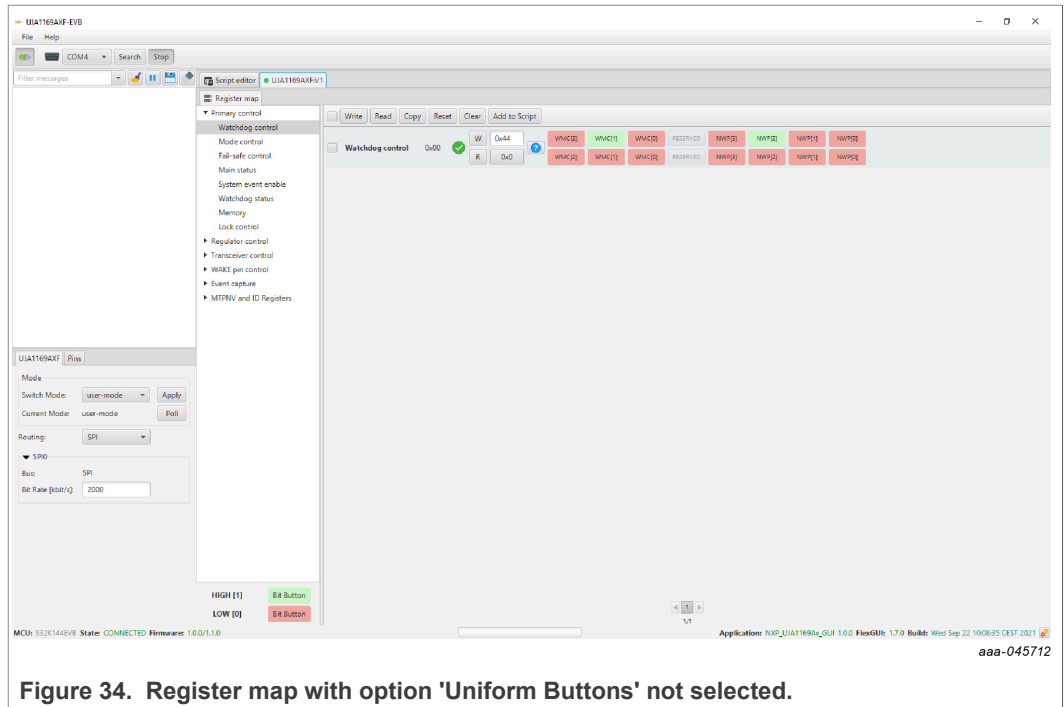 UJA1169AXF-EVB
File Help
COM4 Search Stop
Filter messages
Script editor UJA1169AXF:V1
Register map
Primary control
Watchdog control
Mode control
Fail-safe control
Main status
System event enable
Watchdog status
Memory
Lock control
Regulator control
Transceiver control
WAKE pin control
Event capture
MTPNV and ID Registers
Write Read Copy Reset Clear Add to Script
Watchdog control 0x00
W 0x44 WMC[2] WMC[1] WMC[0] RESERVED NWP[3] NWP[2] NWP[1] NWP[0]
R 0x0 WMC[2] WMC[1] WMC[0] RESERVED NWP[3] NWP[2] NWP[1] NWP[0]
UJA1169AXF Pins
Mode
Switch Mode: user-mode Apply
Current Mode: user-mode Poll
Routing: SPI
SPI0
Bus: SPI
Bit Rate [kbit/s]: 2000
HIGH [1] Bit Button
LOW [0] Bit Button
1
1/1
MCU: S32K144EVB State: CONNECTED Firmware: 1.0.0/1.1.0 Application: NXP_UJA1169Ax_GUI 1.0.0 FlexGUI: 1.7.0 Build: Wed Sep 22 10:08:35 CEST 2021
aaa-045712
Figure 34. Register map with option 'Uniform Buttons' not selected.